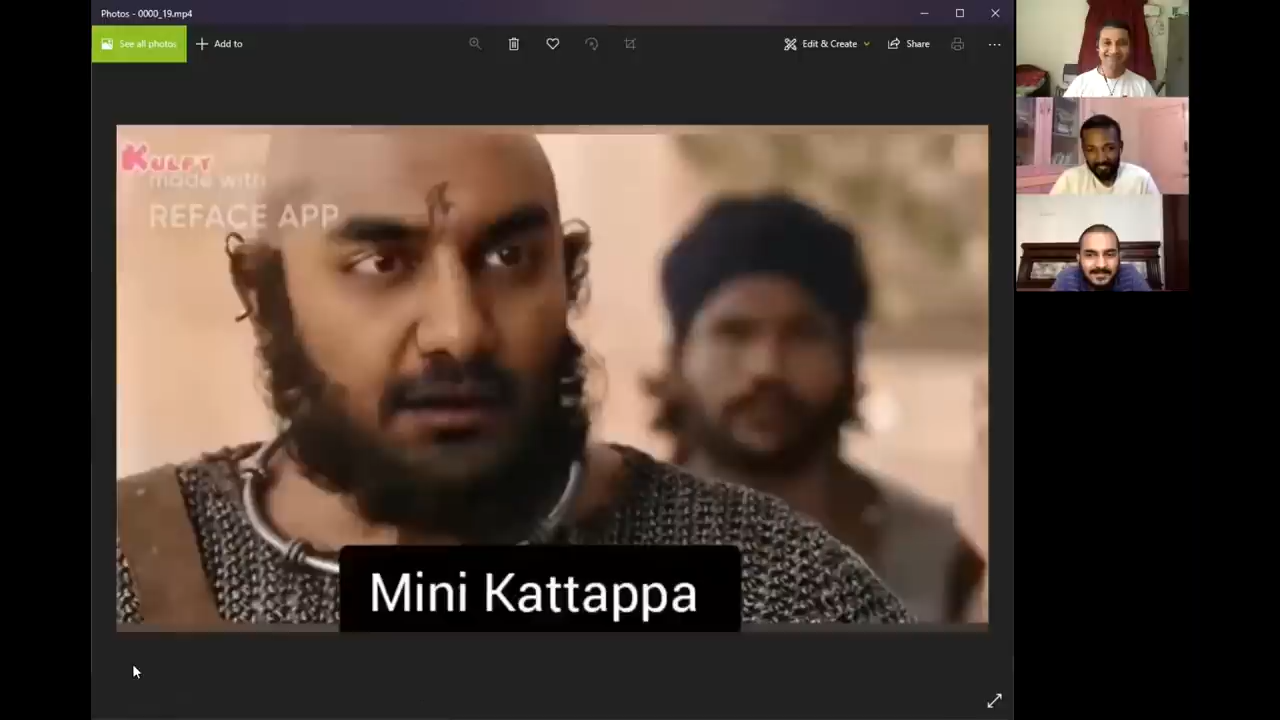 Photos - 0000_19.mp4
See all photos
Add to
Edit & Create
Share
KULFY
made with
REFACE APP
Mini Kattappa